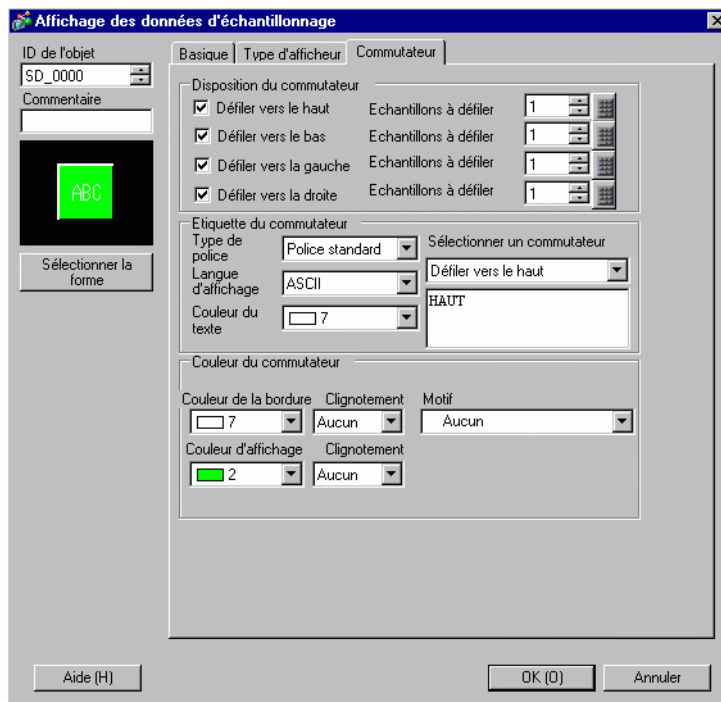 Affichage des données d'échantillonnage
ID de l'objet
SD_0000
Commentaire
ABC
Sélectionner la
forme
Basique
Type d'afficheur
Commutateur
Disposition du commutateur
Défiler vers le haut Echantillons à défiler 1
Défiler vers le bas Echantillons à défiler 1
Défiler vers la gauche Echantillons à défiler 1
Défiler vers la droite Echantillons à défiler 1
Etiquette du commutateur
Type de
police
Police standard
Langue
d'affichage
ASCII
Couleur du
texte
7
Sélectionner un commutateur
Défiler vers le haut
HAUT
Couleur du commutateur
Couleur de la bordure Clignotement Motif
7 Aucun Aucun
Couleur d'affichage Clignotement
2 Aucun
Aide (H) OK (O) Annuler